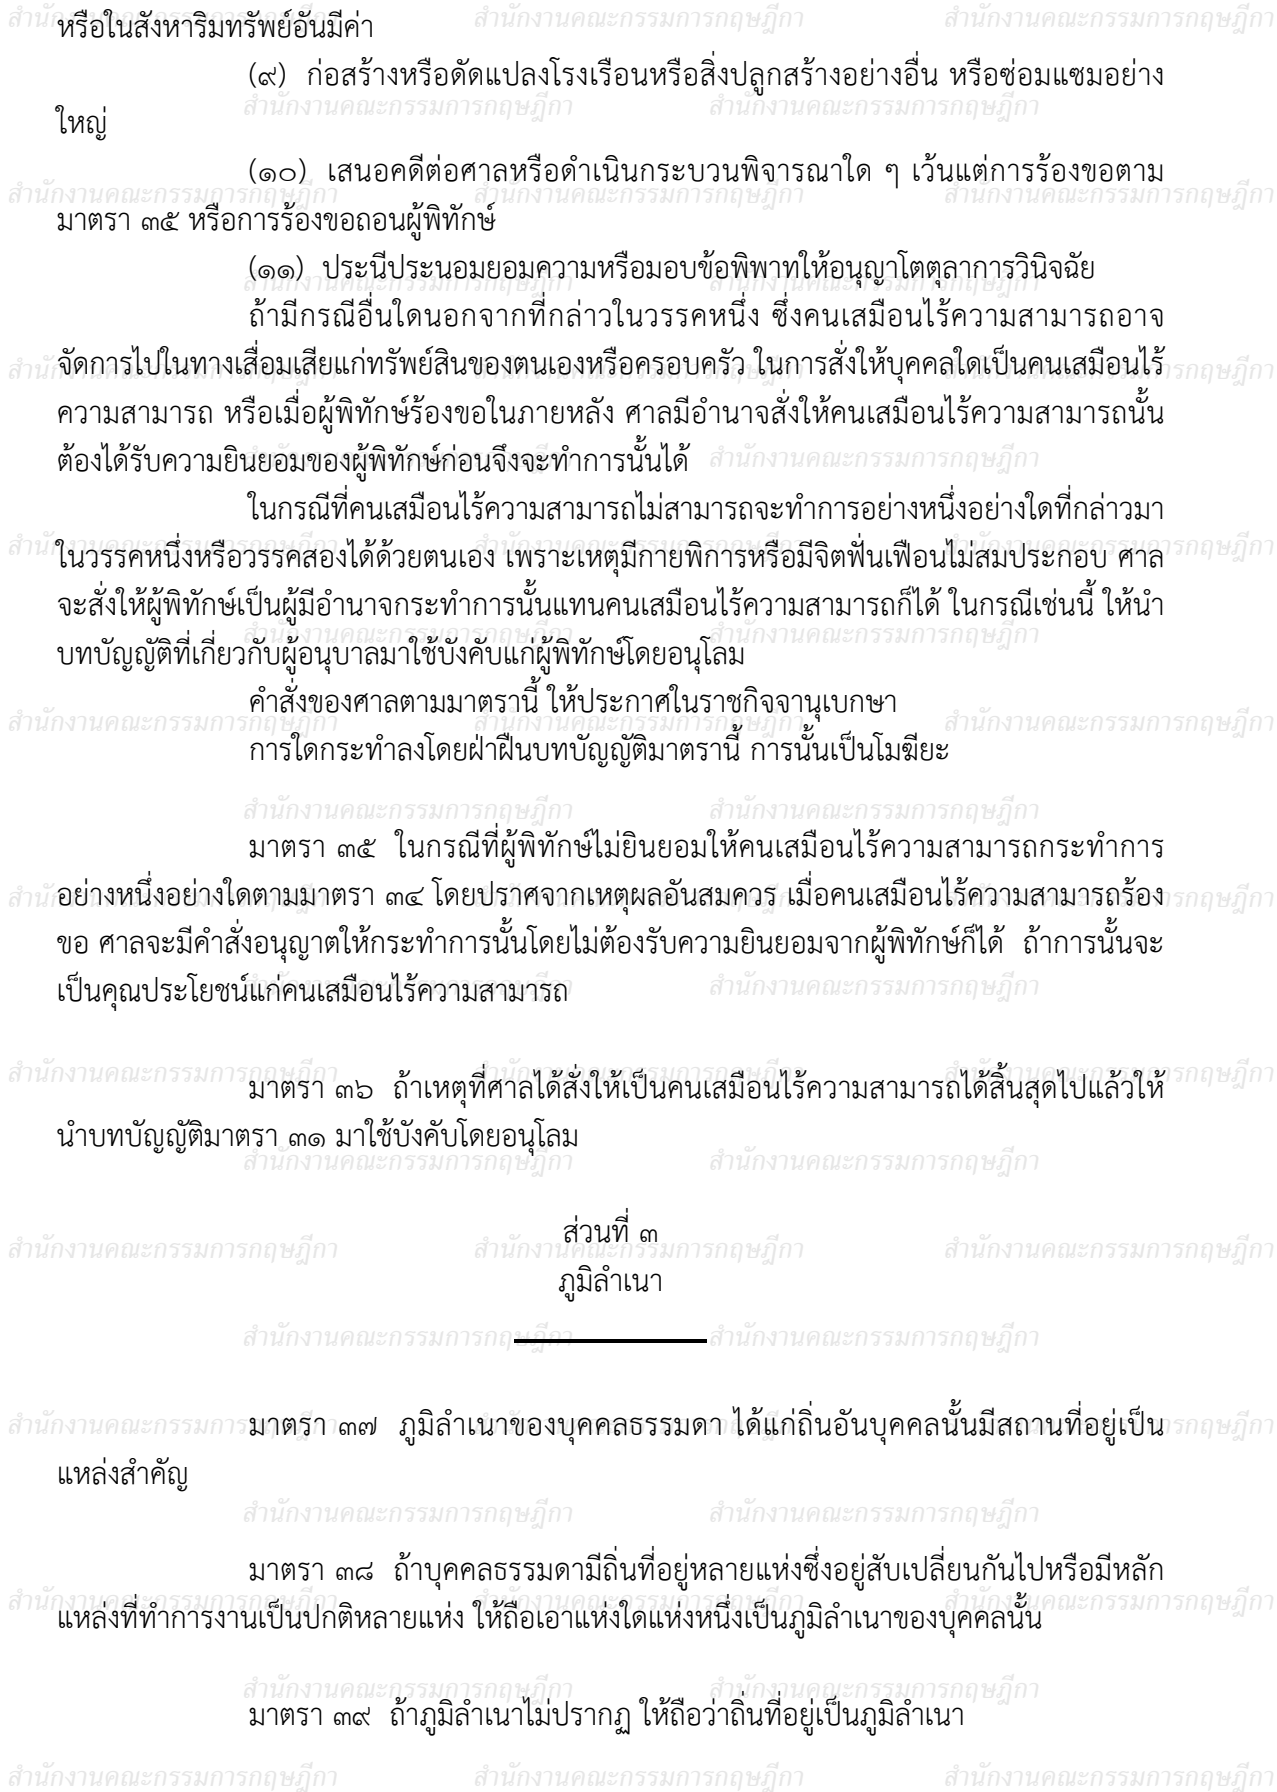 หรือในสังหาริมทรัพย์อันมีค่า
(๙) ก่อสร้างหรือดัดแปลงโรงเรือนหรือสิ่งปลูกสร้างอย่างอื่น หรือซ่อมแซมอย่าง
ใหญ่
(๑๐) เสนอคดีต่อศาลหรือดำเนินกระบวนพิจารณาใด ๆ เว้นแต่การร้องขอตาม
มาตรา ๓๕ หรือการร้องขอถอนผู้พิทักษ์
(๑๑) ประนีประนอมยอมความหรือมอบข้อพิพาทให้อนุญาโตตุลาการวินิจฉัย
ถ้ามีกรณีอื่นใดนอกจากที่กล่าวในวรรคหนึ่ง ซึ่งคนเสมือนไร้ความสามารถอาจ
จัดการไปในทางเสื่อมเสียแก่ทรัพย์สินของตนเองหรือครอบครัว ในการสั่งให้บุคคลใดเป็นคนเสมือนไร้
ความสามารถ หรือเมื่อผู้พิทักษ์ร้องขอในภายหลัง ศาลมีอำนาจสั่งให้คนเสมือนไร้ความสามารถนั้น
ต้องได้รับความยินยอมของผู้พิทักษ์ก่อนจึงจะทำการนั้นได้
ในกรณีที่คนเสมือนไร้ความสามารถไม่สามารถจะทำการอย่างหนึ่งอย่างใดที่กล่าวมา
ในวรรคหนึ่งหรือวรรคสองได้ด้วยตนเอง เพราะเหตุมีกายพิการหรือมีจิตฟั่นเฟือนไม่สมประกอบ ศาล
จะสั่งให้ผู้พิทักษ์เป็นผู้มีอำนาจกระทำการนั้นแทนคนเสมือนไร้ความสามารถก็ได้ ในกรณีเช่นนี้ ให้นำ
บทบัญญัติที่เกี่ยวกับผู้อนุบาลมาใช้บังคับแก่ผู้พิทักษ์โดยอนุโลม
คำสั่งของศาลตามมาตรานี้ ให้ประกาศในราชกิจจานุเบกษา
การใดกระทำลงโดยฝ่าฝืนบทบัญญัติมาตรานี้ การนั้นเป็นโมฆียะ
มาตรา ๓๕ ในกรณีที่ผู้พิทักษ์ไม่ยินยอมให้คนเสมือนไร้ความสามารถกระทำการ
อย่างหนึ่งอย่างใดตามมาตรา ๓๔ โดยปราศจากเหตุผลอันสมควร เมื่อคนเสมือนไร้ความสามารถร้อง
ขอ ศาลจะมีคำสั่งอนุญาตให้กระทำการนั้นโดยไม่ต้องรับความยินยอมจากผู้พิทักษ์ก็ได้ ถ้าการนั้นจะ
เป็นคุณประโยชน์แก่คนเสมือนไร้ความสามารถ
มาตรา ๓๖ ถ้าเหตุที่ศาลได้สั่งให้เป็นคนเสมือนไร้ความสามารถได้สิ้นสุดไปแล้วให้
นำบทบัญญัติมาตรา ๓๑ มาใช้บังคับโดยอนุโลม
ส่วนที่ ๓
ภูมิลำเนา
มาตรา ๓๗ ภูมิลำเนาของบุคคลธรรมดา ได้แก่ถิ่นอันบุคคลนั้นมีสถานที่อยู่เป็น
แหล่งสำคัญ
มาตรา ๓๘ ถ้าบุคคลธรรมดามีถิ่นที่อยู่หลายแห่งซึ่งอยู่สับเปลี่ยนกันไปหรือมีหลัก
แหล่งที่ทำการงานเป็นปกติหลายแห่ง ให้ถือเอาแห่งใดแห่งหนึ่งเป็นภูมิลำเนาของบุคคลนั้น
มาตรา ๓๙ ถ้าภูมิลำเนาไม่ปรากฏ ให้ถือว่าถิ่นที่อยู่เป็นภูมิลำเนา